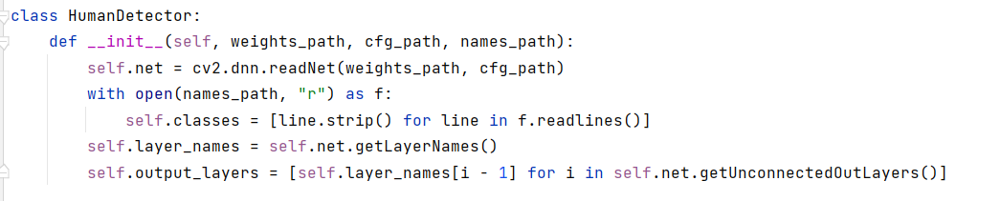 class HumanDetector:
    def __init__(self, weights_path, cfg_path, names_path):
        self.net = cv2.dnn.readNet(weights_path, cfg_path)
        with open(names_path, "r") as f:
            self.classes = [line.strip() for line in f.readlines()]
        self.layer_names = self.net.getLayerNames()
        self.output_layers = [self.layer_names[i - 1] for i in self.net.getUnconnectedOutLayers()]